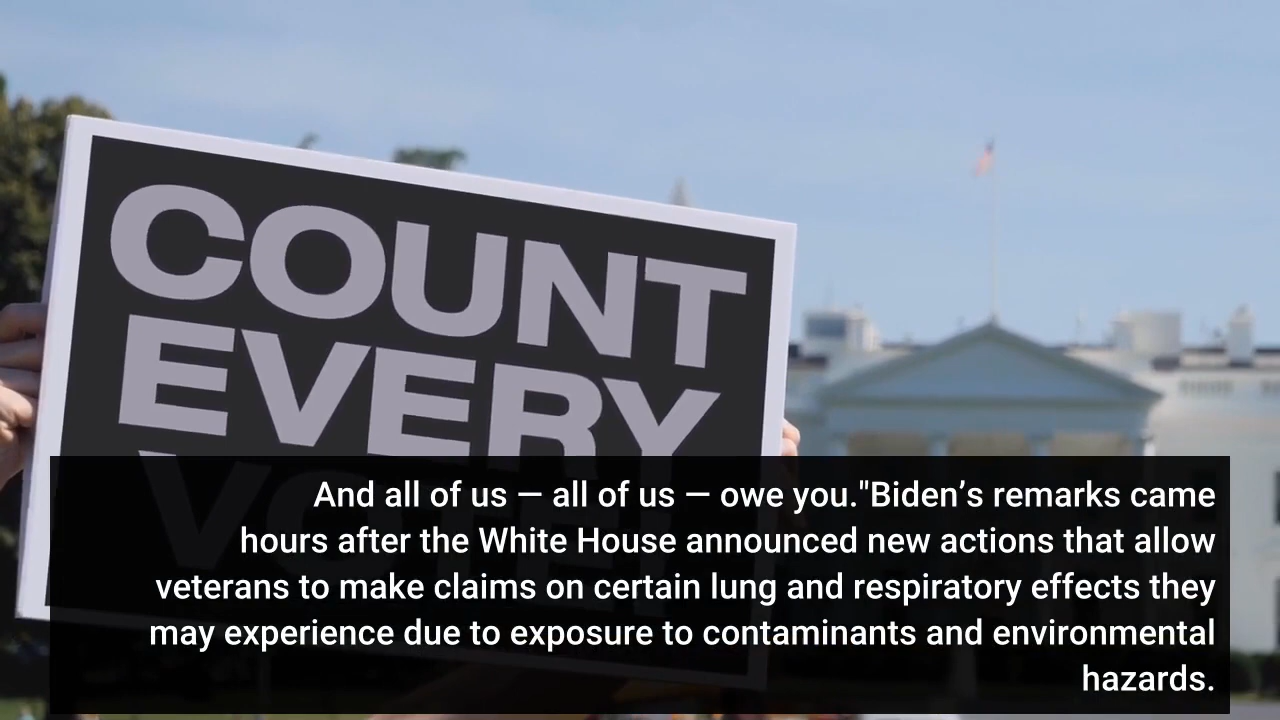 COUNT
EVERY
VOTE
And all of us — all of us — owe you."Biden’s remarks came
hours after the White House announced new actions that allow
veterans to make claims on certain lung and respiratory effects they
may experience due to exposure to contaminants and environmental
hazards.